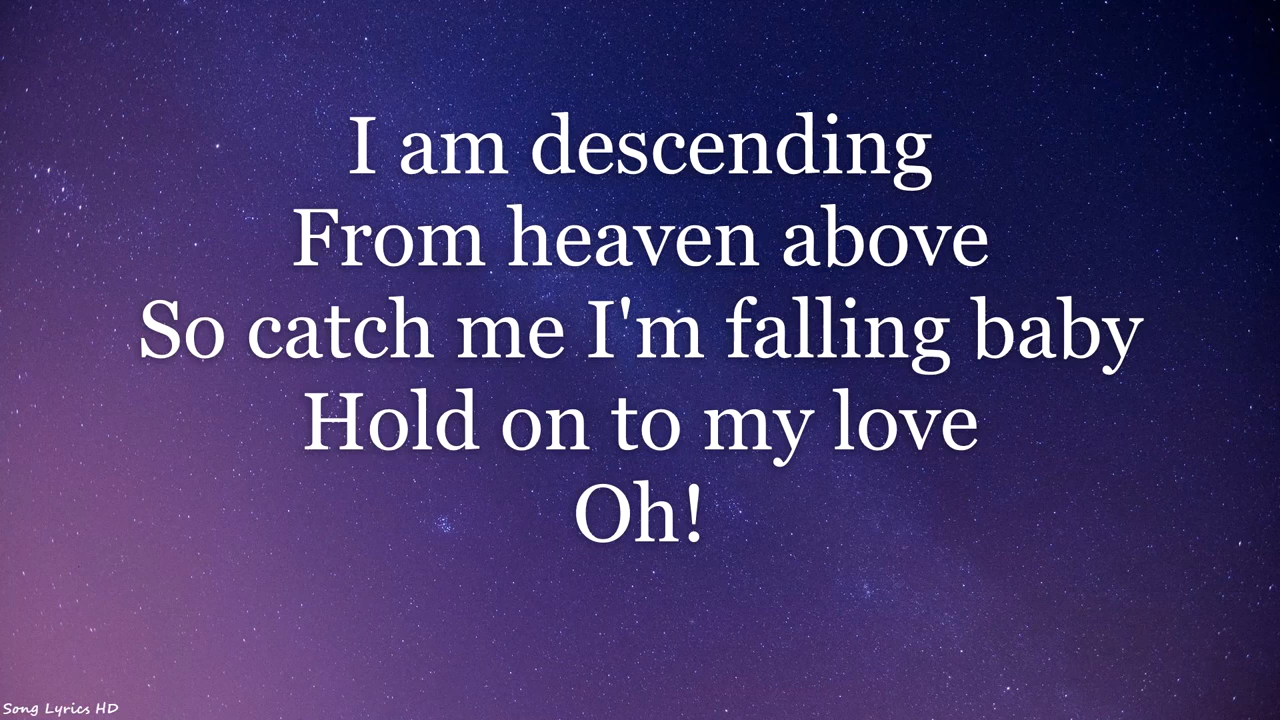 I am descending
From heaven above
So catch me I'm falling baby
Hold on to my love
Oh!
Song Lyrics HD